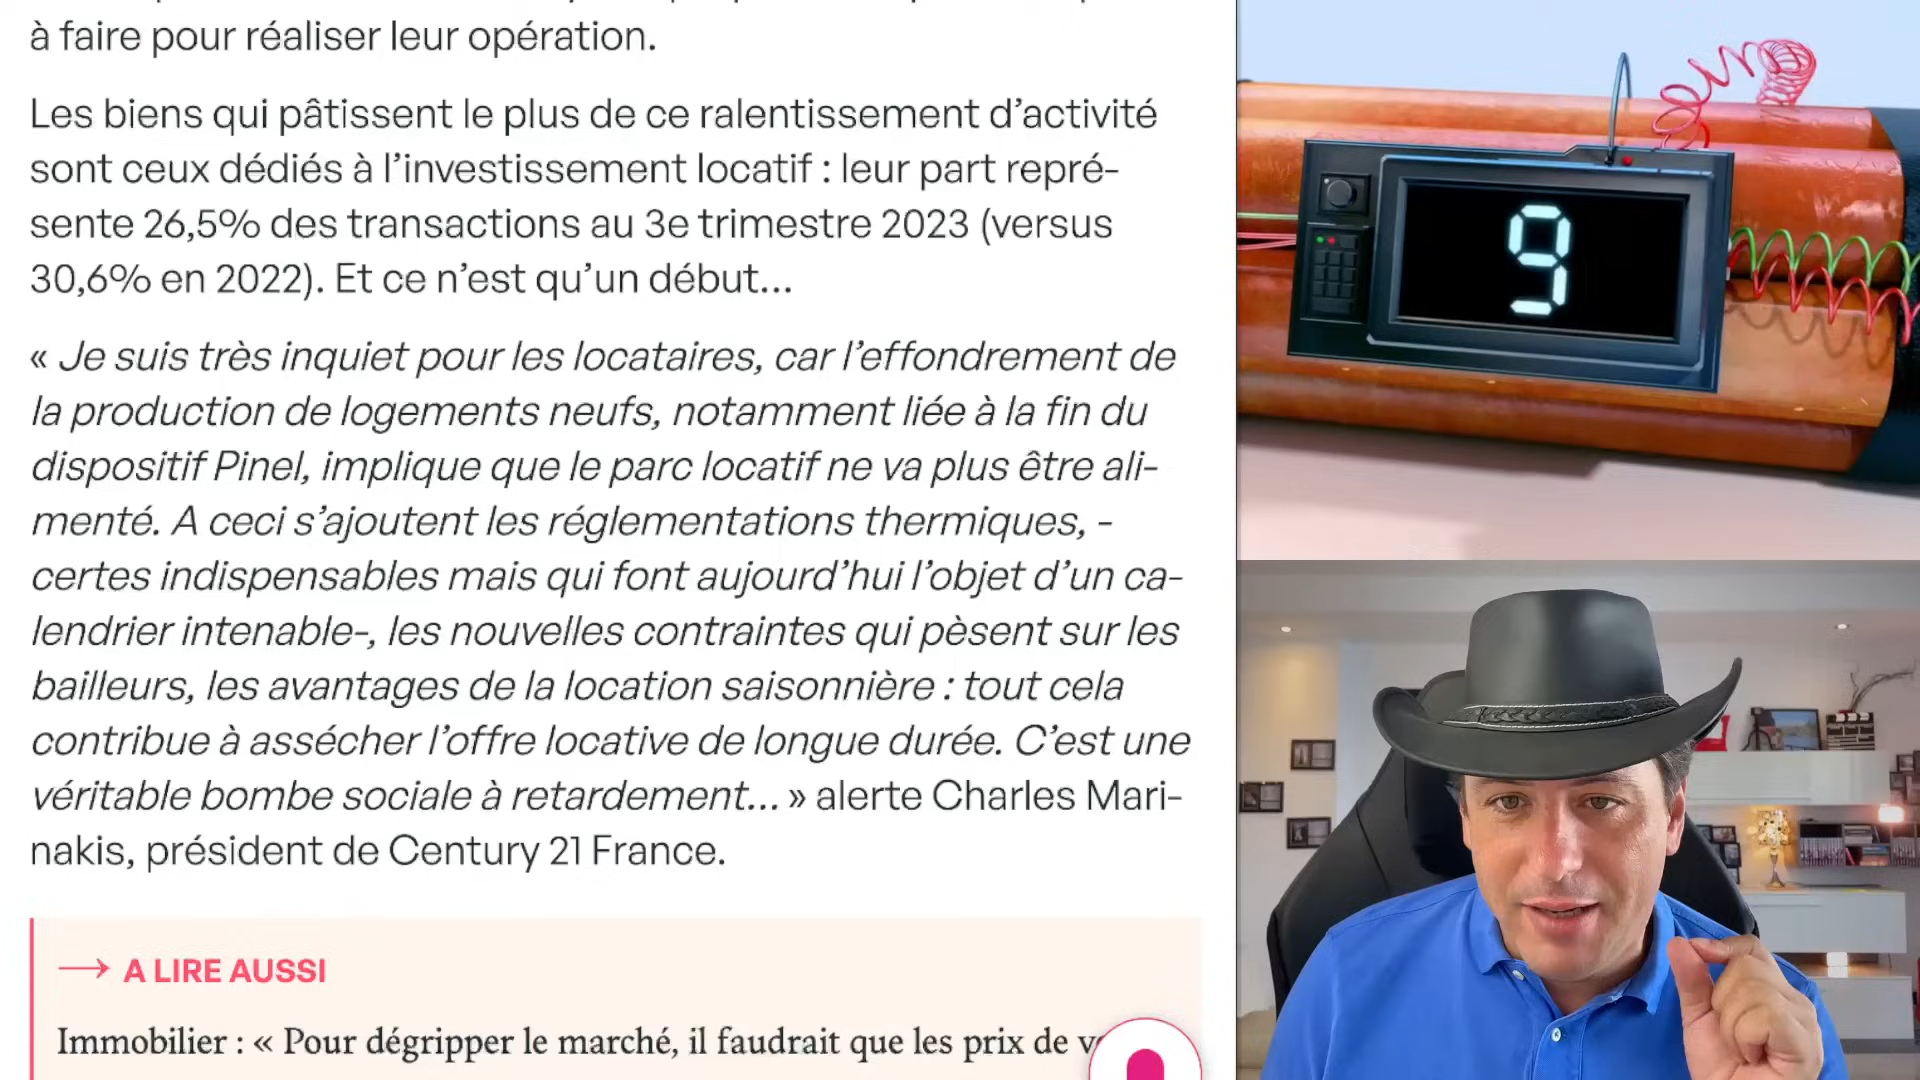 à faire pour réaliser leur opération.
Les biens qui pâtissent le plus de ce ralentissement d’activité
sont ceux dédiés à l’investissement locatif : leur part repré-
sente 26,5% des transactions au 3e trimestre 2023 (versus
30,6% en 2022). Et ce n’est qu’un début...
« Je suis très inquiet pour les locataires, car l’effondrement de
la production de logements neufs, notamment liée à la fin du
dispositif Pinel, implique que le parc locatif ne va plus être ali-
menté. A ceci s’ajoutent les réglementations thermiques, -
certes indispensables mais qui font aujourd’hui l’objet d’un ca-
lendrier intenable-, les nouvelles contraintes qui pèsent sur les
bailleurs, les avantages de la location saisonnière : tout cela
contribue à assécher l’offre locative de longue durée. C’est une
véritable bombe sociale à retardement... » alerte Charles Mari-
nakis, président de Century 21 France.
→ A LIRE AUSSI
Immobilier : « Pour dégripper le marché, il faudrait que les prix de
9